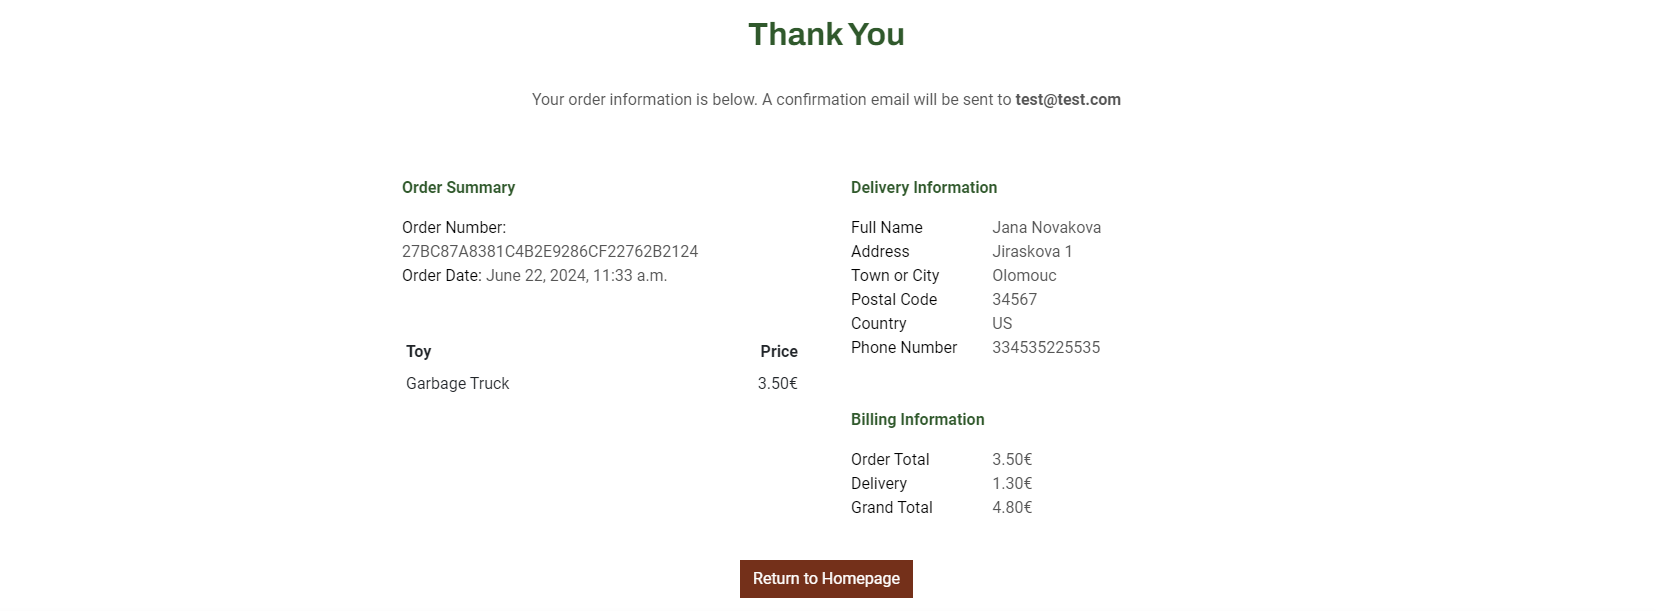 Thank You
Your order information is below. A confirmation email will be sent to test@test.com
Order Summary
Order Number:
27BC87A8381C4B2E9286CF22762B2124
Order Date: June 22, 2024, 11:33 a.m.
Toy Price
Garbage Truck 3.50€
Delivery Information
Full Name Jana Novakova
Address Jiraskova 1
Town or City Olomouc
Postal Code 34567
Country US
Phone Number 334535225535
Billing Information
Order Total 3.50€
Delivery 1.30€
Grand Total 4.80€
Return to Homepage